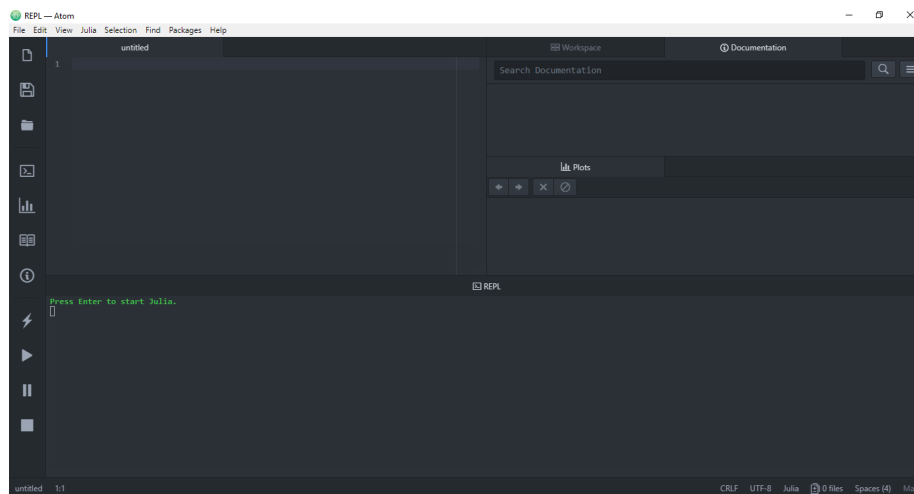 REPL — Atom
File Edit View Julia Selection Find Packages Help
untitled
Workspace
Documentation
1
Search Documentation
Plots
REPL
Press Enter to start Julia.
untitled 1:1
CRLF UTF-8 Julia 0 files Spaces (4)